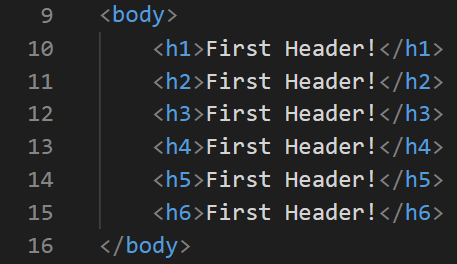 9 <body>
10 <h1>First Header!</h1>
11 <h2>First Header!</h2>
12 <h3>First Header!</h3>
13 <h4>First Header!</h4>
14 <h5>First Header!</h5>
15 <h6>First Header!</h6>
16 </body>